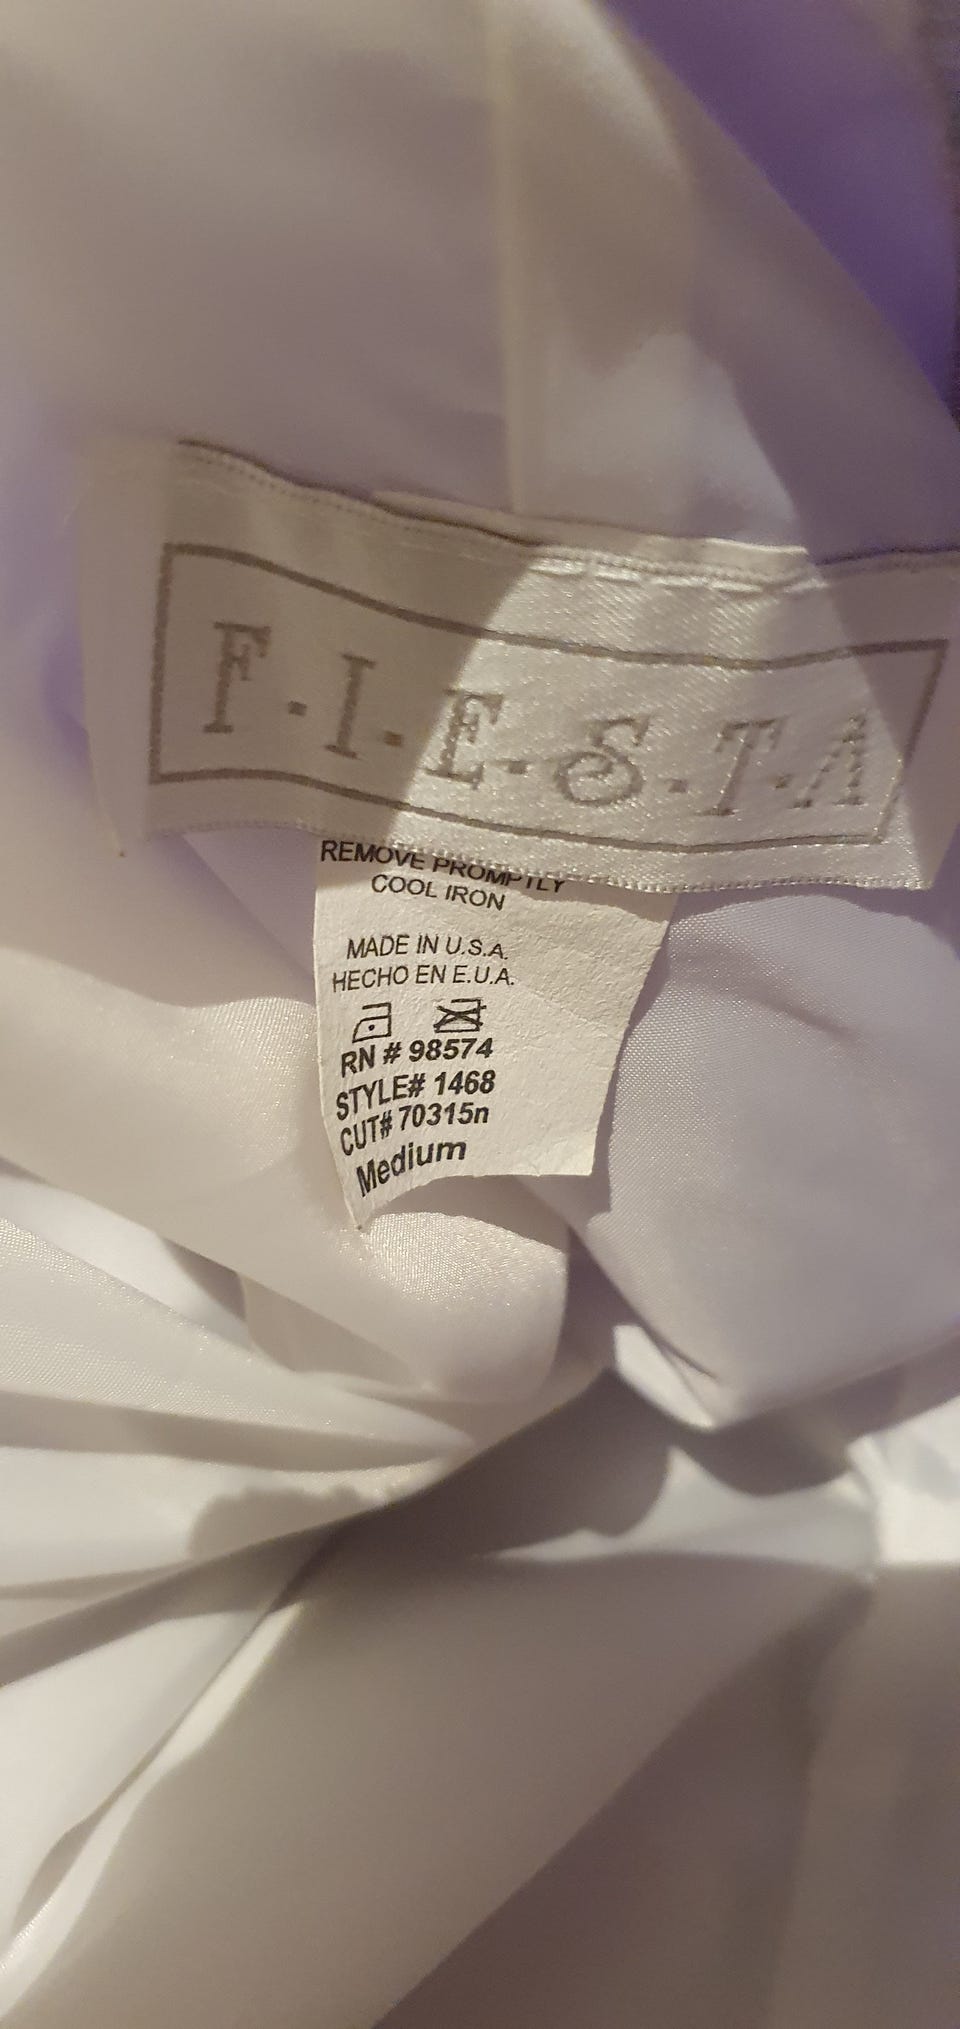 F·I·E·S·T·A
REMOVE PROMPTLY
COOL IRON
MADE IN U.S.A.
HECHO EN E.U.A.
RN # 98574
STYLE# 1468
CUT# 70315n
Medium